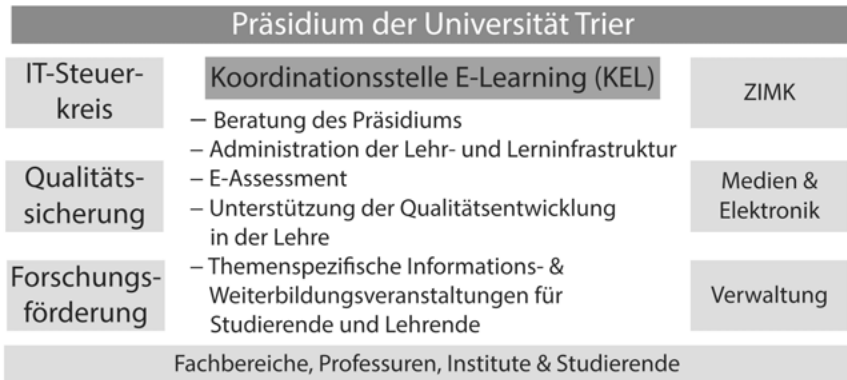 Präsidium der Universität Trier
IT-Steuer-
kreis
Qualitäts-
sicherung
Forschungs-
förderung
Koordinationsstelle E-Learning (KEL)
– Beratung des Präsidiums
– Administration der Lehr- und Lerninfrastruktur
– E-Assessment
– Unterstützung der Qualitätsentwicklung
in der Lehre
– Themenspezifische Informations- &
Weiterbildungsveranstaltungen für
Studierende und Lehrende
ZIMK
Medien &
Elektronik
Verwaltung
Fachbereiche, Professuren, Institute & Studierende